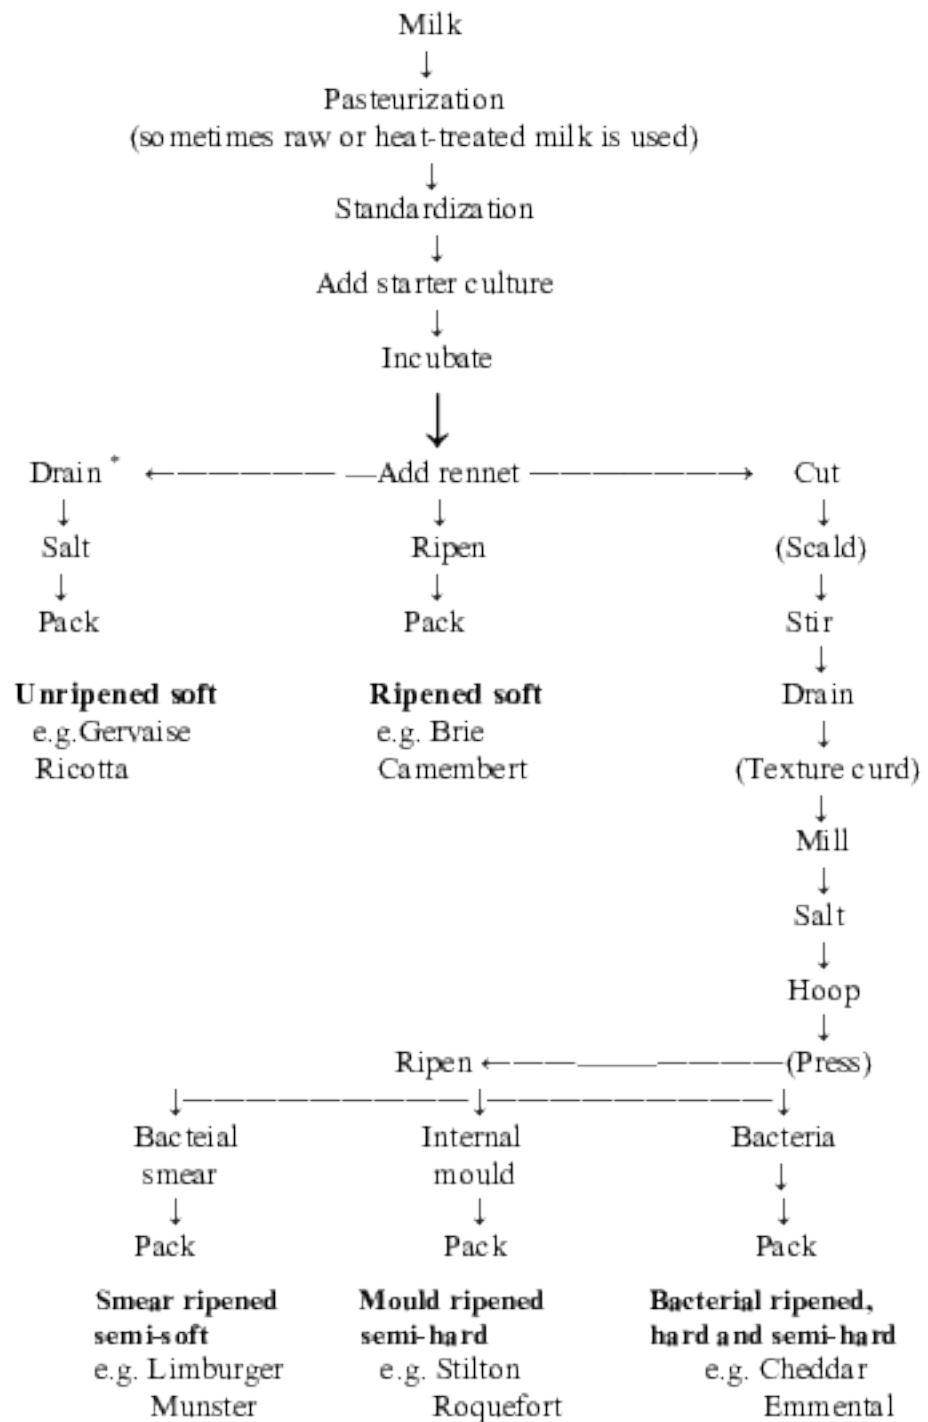 Milk
↓
Pasteurization
(sometimes raw or heat-treated milk is used)
↓
Standardization
↓
Add starter culture
↓
Incubate
↓
Drain * ←—————— —Add rennet ———————→ Cut
↓ ↓ ↓
Salt Ripen (Scald)
↓ ↓ ↓
Pack Pack Stir
↓
Unripened soft Ripened soft Drain
e.g.Gervaise e.g. Brie ↓
Ricotta Camembert (Texture curd)
↓
Mill
↓
Salt
↓
Hoop
↓
Ripen ←—————————(Press)
↓—————————↓—————————↓
Bacteial Internal Bacteria
smear mould ↓
↓ ↓ ↓
Pack Pack Pack
Smear ripened Mould ripened Bacterial ripened,
semi-soft semi-hard hard and semi-hard
e.g. Limburger e.g. Stilton e.g. Cheddar
Munster Roquefort Emmental